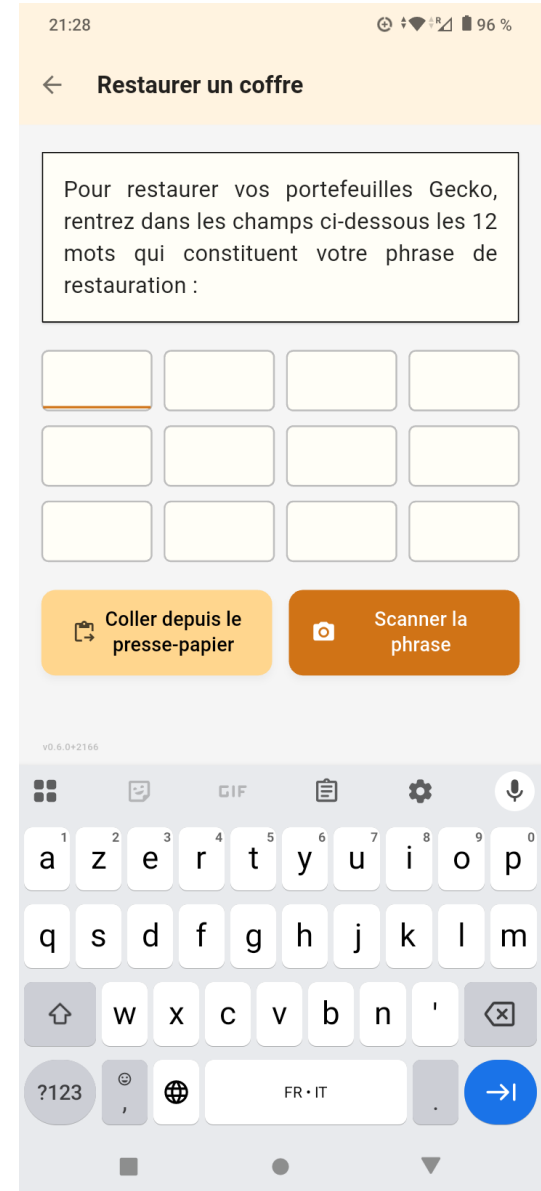 21:28
R
96 %
Restaurer un coffre
Pour restaurer vos portefeuilles Gecko,
rentrez dans les champs ci-dessous les 12
mots qui constituent votre phrase de
restauration :
Coller depuis le
presse-papier
Scanner la
phrase
v0.6.0+2166
GIF
1 2 3 4 5 6 7 8 9 0
a z e r t y u i o p
q s d f g h j k l m
w x c v b n '
?123 , FR • IT .